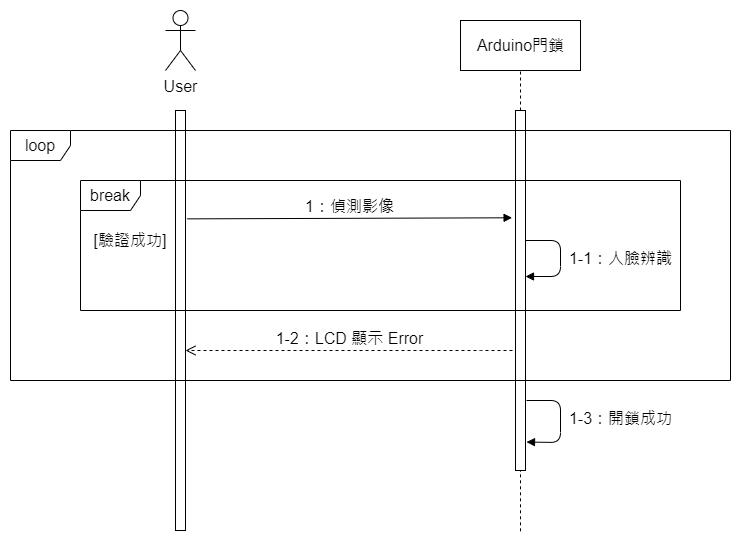 User
Arduino門鎖
loop
break
1：偵測影像
[驗證成功]
1-1：人臉辨識
1-2：LCD 顯示 Error
1-3：開鎖成功